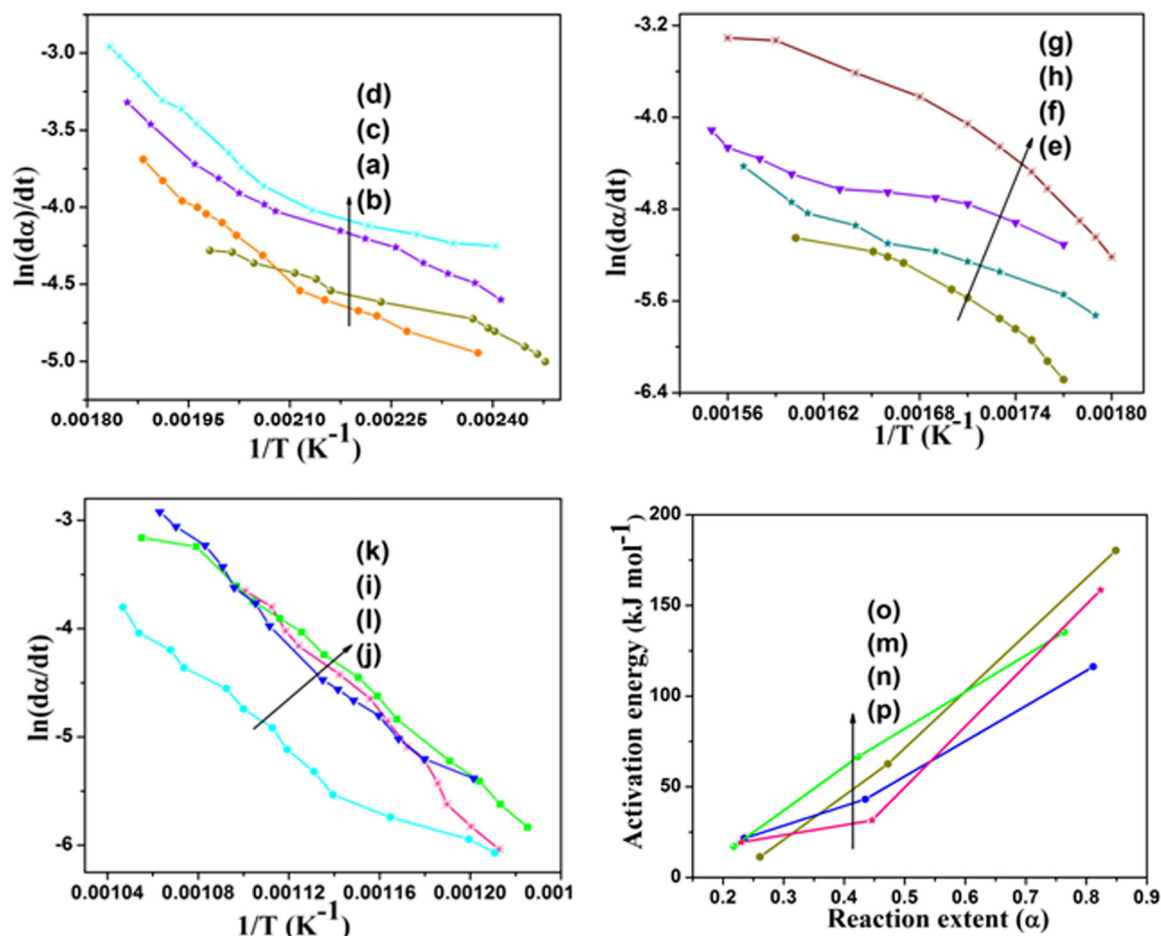 -3.0
-3.5
-4.0
-4.5
-5.0
ln(dα)/dt)
(d)
(c)
(a)
(b)
0.00180 0.00195 0.00210 0.00225 0.00240
1/T (K-1)
-3.2
-4.0
-4.8
-5.6
-6.4
ln(dα/dt)
(g)
(h)
(f)
(e)
0.00156 0.00162 0.00168 0.00174 0.00180
1/T (K-1)
-3
-4
-5
-6
ln(dα/dt)
(k)
(i)
(l)
(j)
0.00104 0.00108 0.00112 0.00116 0.00120 0.001
1/T (K-1)
200
150
100
50
0
Activation energy (kJ mol-1)
(o)
(m)
(n)
(p)
0.2 0.3 0.4 0.5 0.6 0.7 0.8 0.9
Reaction extent (α)